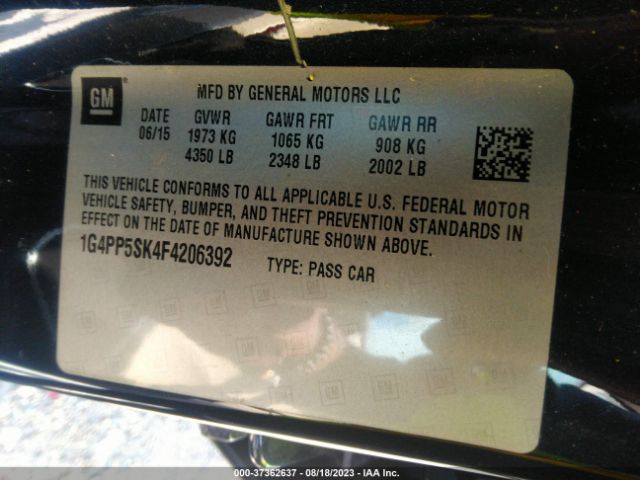 GM
MFD BY GENERAL MOTORS LLC
DATE GVWR GAWR FRT GAWR RR
06/15 1973 KG 1065 KG 908 KG
4350 LB 2348 LB 2002 LB
THIS VEHICLE CONFORMS TO ALL APPLICABLE U.S. FEDERAL MOTOR
VEHICLE SAFETY, BUMPER, AND THEFT PREVENTION STANDARDS IN
EFFECT ON THE DATE OF MANUFACTURE SHOWN ABOVE.
1G4PP5SK4F4206392 TYPE: PASS CAR
000-37362637 - 08/18/2023 - IAA Inc.